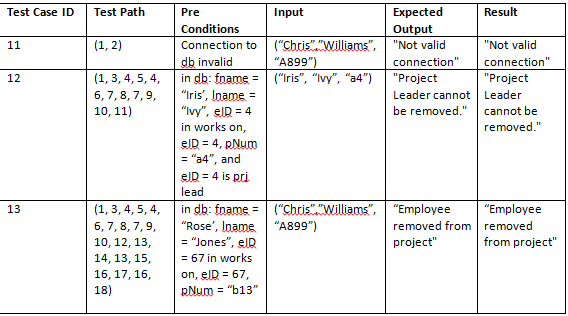 Test Case ID Test Path Pre Input Expected Result
Conditions Output
11 (1, 2) Connection to ("Chris","Williams", "Not valid "Not valid
db invalid "A899") connection" connection"
12 (1, 3, 4, 5, 4, in db: fname = ("Iris", "Ivy", "a4") "Project "Project
6, 7, 8, 7, 9, "Iris', lname = Leader cannot Leader
10, 11) "Ivy", eID = 4 be removed." cannot be
in works on, removed."
eID = 4, pNum
= "a4", and
eID = 4 is prj
lead
13 (1, 3, 4, 5, 4, in db: fname = ("Chris","Williams", "Employee "Employee
6, 7, 8, 7, 9, "Rose', lname "A899") removed from removed
10, 12, 13, = "Jones", eID project" from project"
14, 13, 15, = 67 in works
16, 17, 16, on, eID = 67,
18) pNum = "b13"